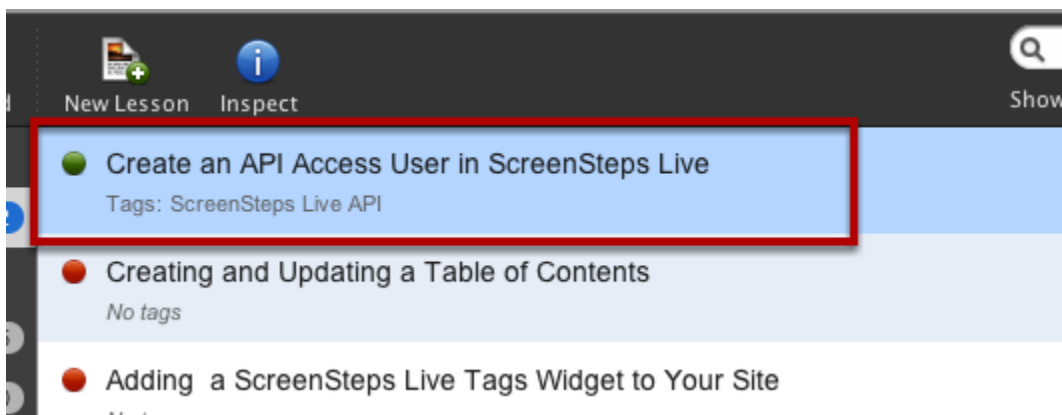 New Lesson Inspect Show
Create an API Access User in ScreenSteps Live
Tags: ScreenSteps Live API
Creating and Updating a Table of Contents
No tags
Adding  a ScreenSteps Live Tags Widget to Your Site